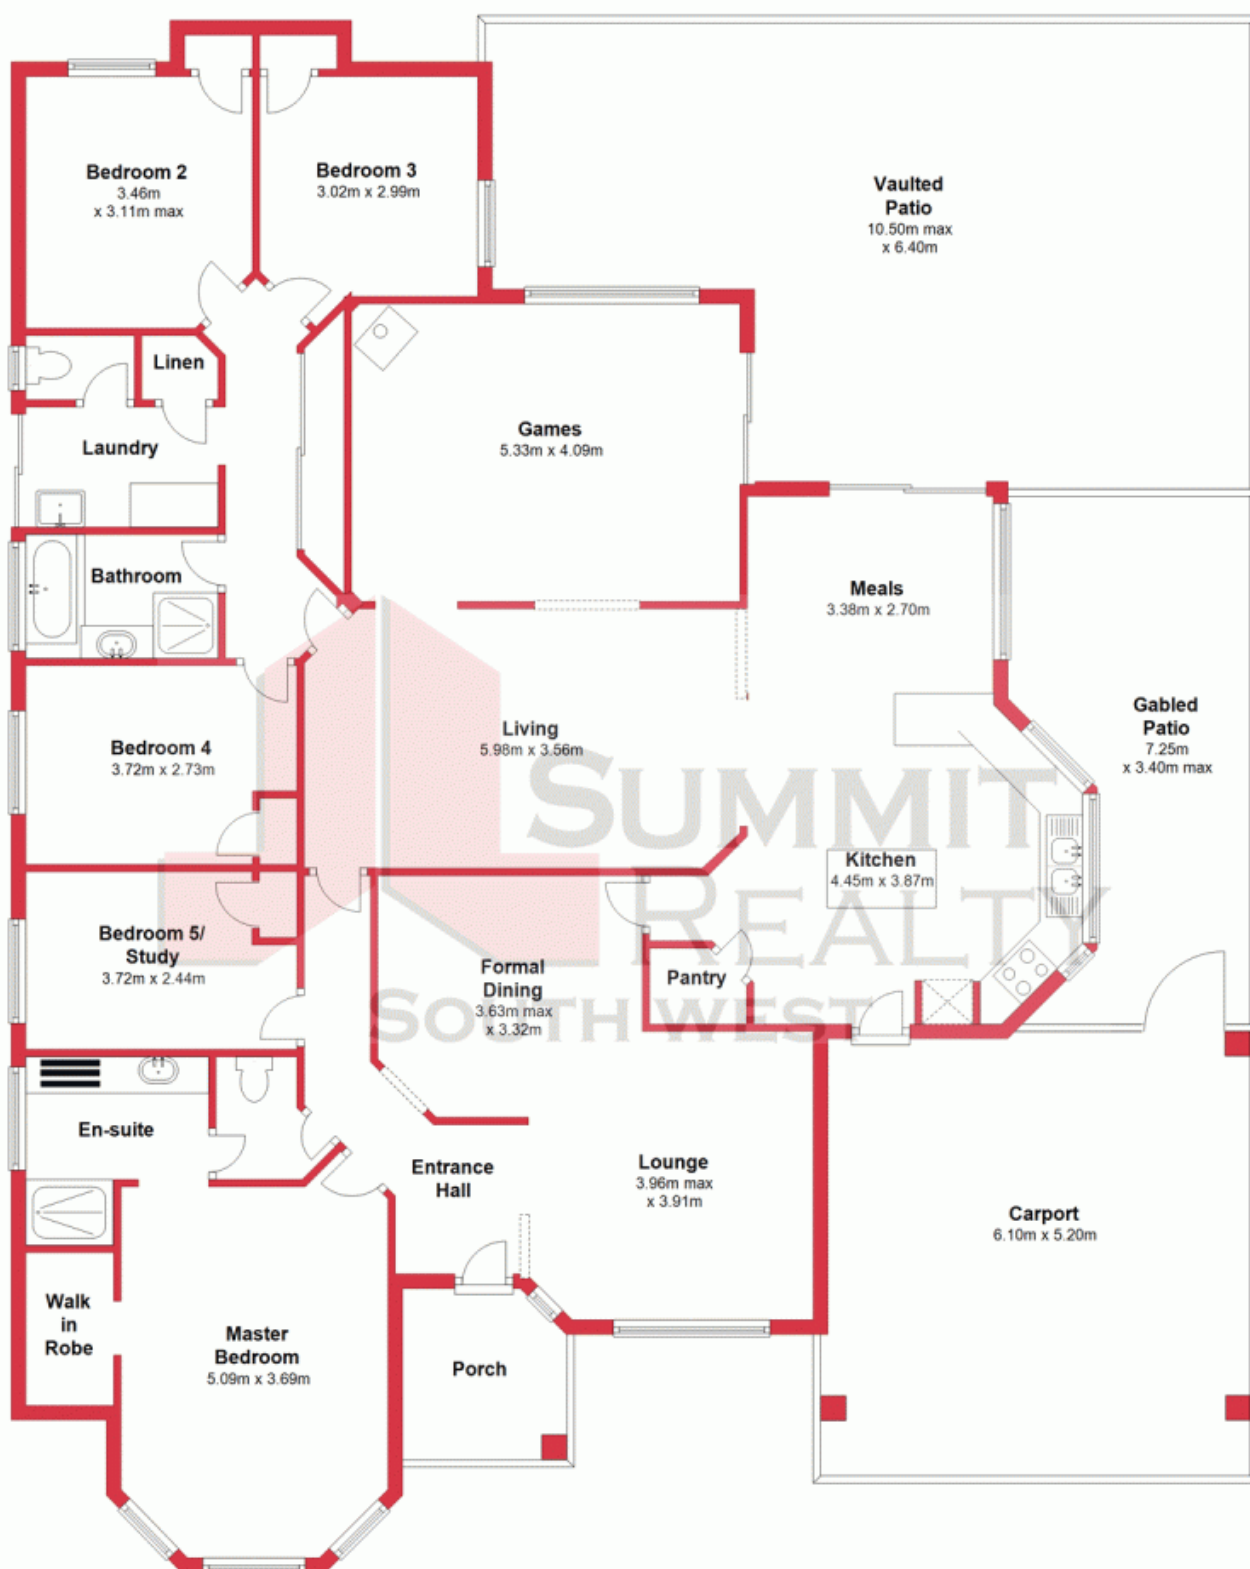 Bedroom 2
3.46m
x 3.11m max
Bedroom 3
3.02m x 2.99m
Vaulted
Patio
10.50m max
x 6.40m
Linen
Laundry
Games
5.33m x 4.09m
Bathroom
Meals
3.38m x 2.70m
Bedroom 4
3.72m x 2.73m
Living
5.98m x 3.56m
Gabled
Patio
7.25m
x 3.40m max
SUMMIT
REALTY
SOUTH WEST
Kitchen
4.45m x 3.87m
Bedroom 5/
Study
3.72m x 2.44m
Formal
Dining
3.63m max
x 3.32m
Pantry
En-suite
Entrance
Hall
Lounge
3.96m max
x 3.91m
Carport
6.10m x 5.20m
Walk
in
Robe
Master
Bedroom
5.09m x 3.69m
Porch